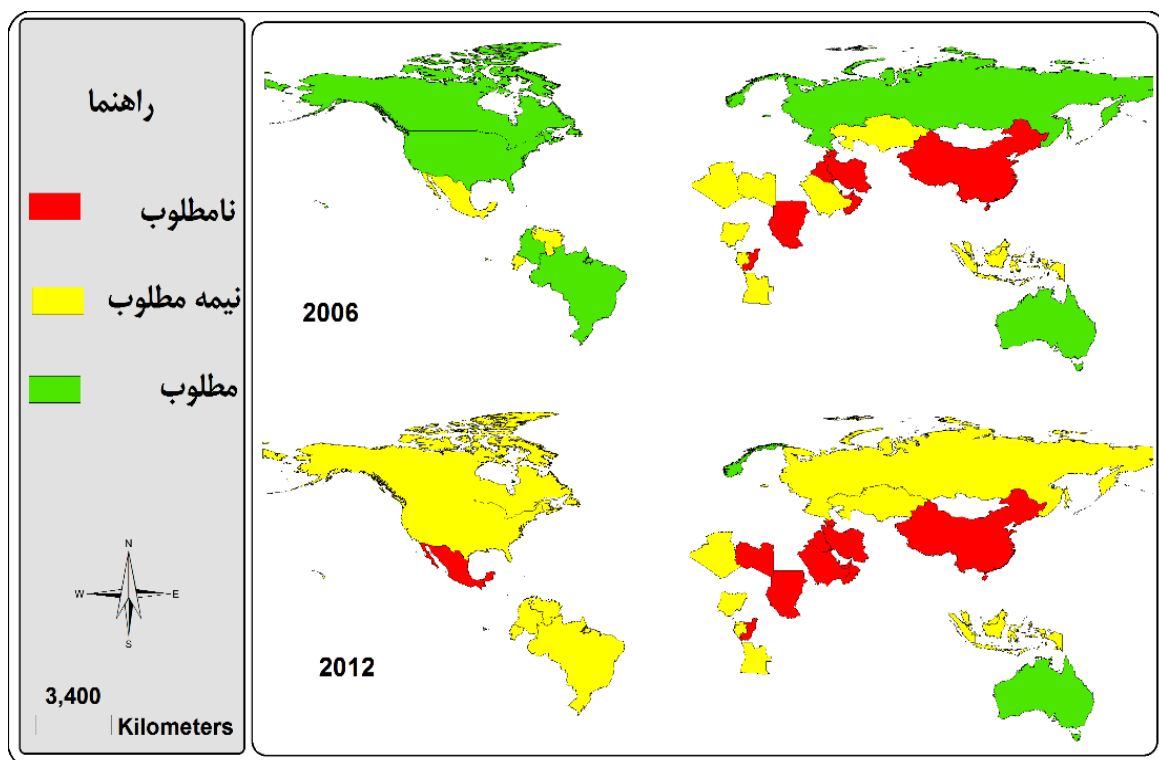 راهنما
نامطلوب
نیمه مطلوب
مطلوب
N
W E
S
3,400
Kilometers
2006
2012